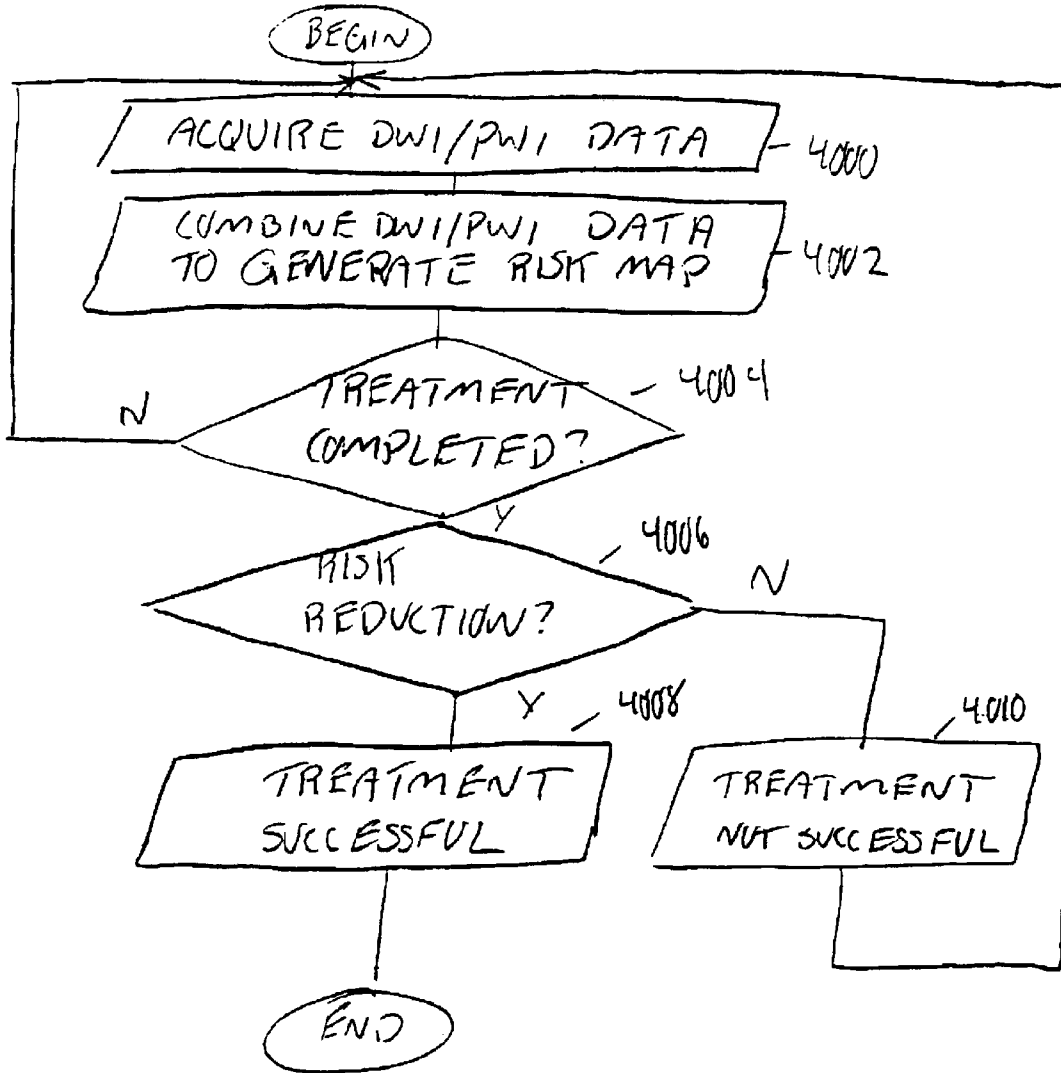 BEGIN
ACQUIRE DWI/PWI DATA
4000
COMBINE DWI/PWI DATA
TO GENERATE RISK MAP
4002
TREATMENT
COMPLETED?
4004
N
Y
RISK
REDUCTION?
4006
N
Y
4008
TREATMENT
SUCCESSFUL
4010
TREATMENT
NOT SUCCESSFUL
END